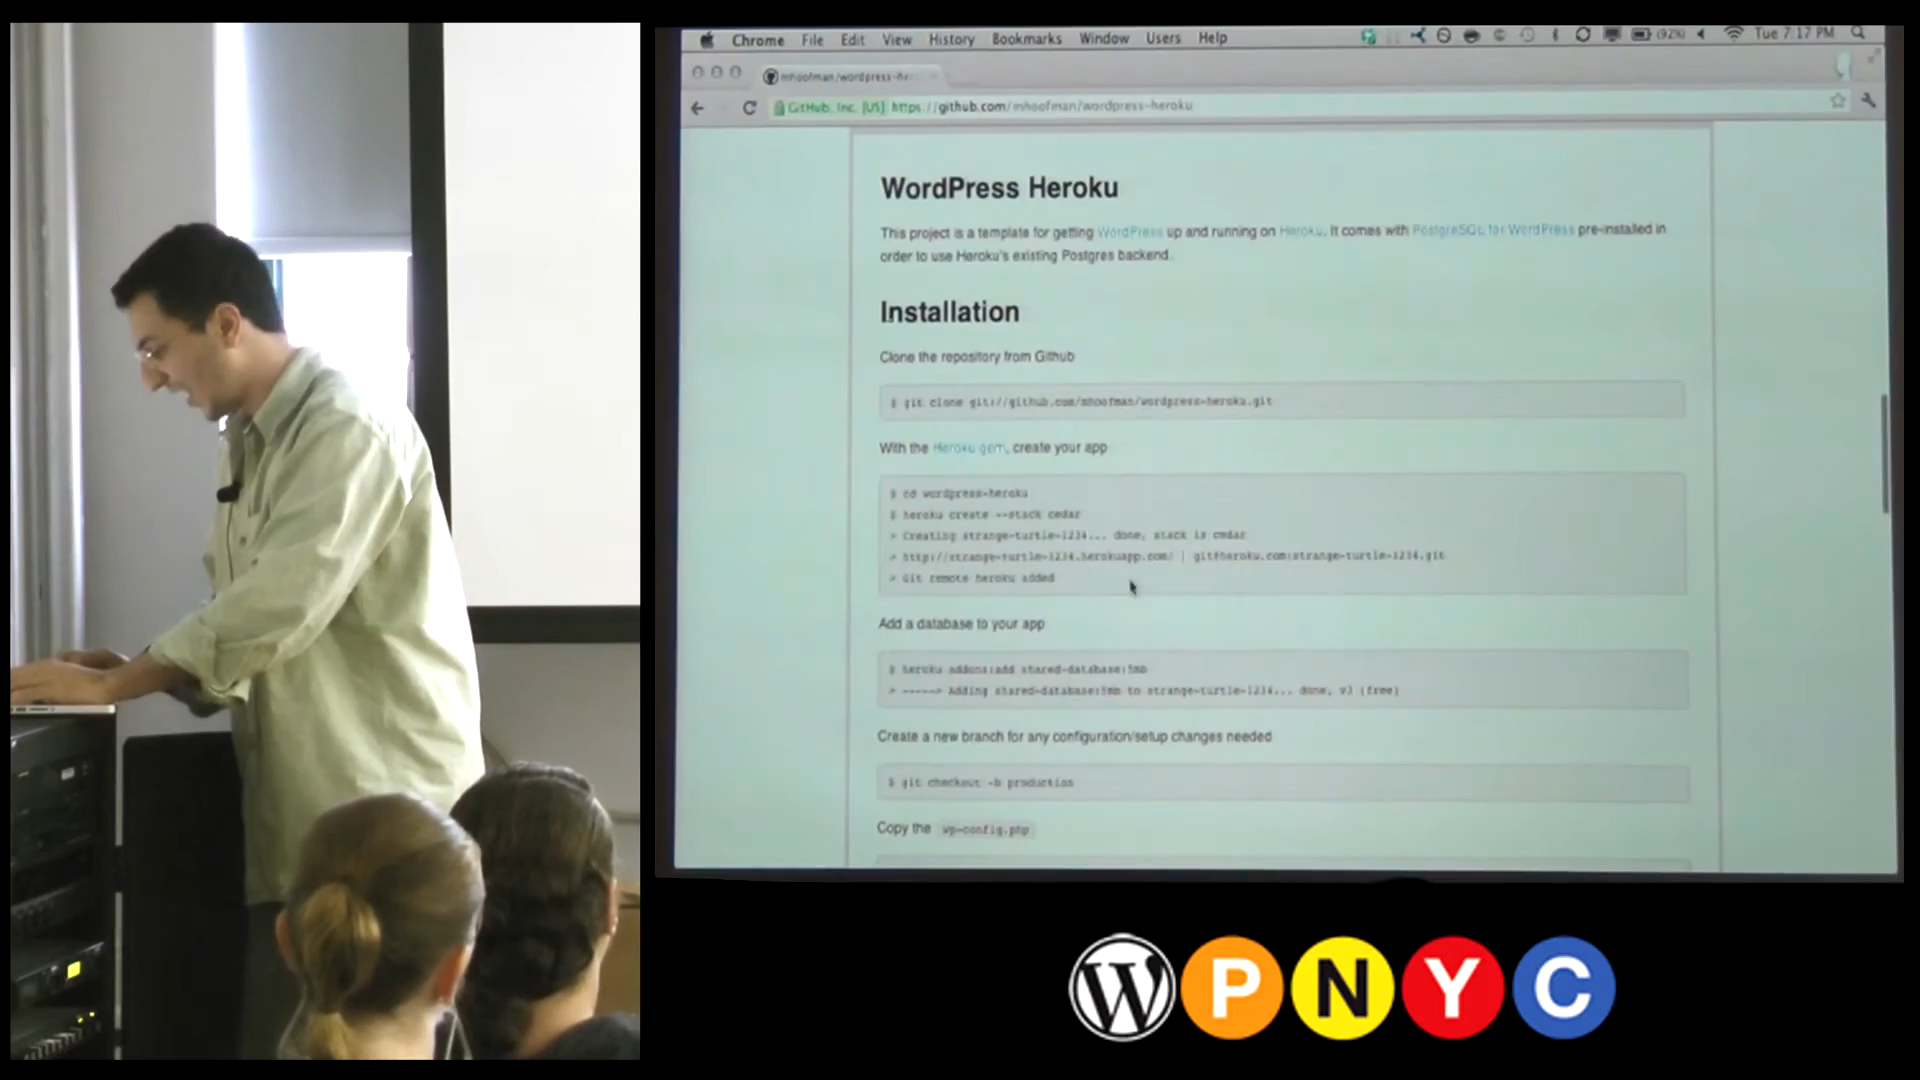 Chrome File Edit View History Bookmarks Window Users Help (92%) Tue 7:17 PM
mhoofman/wordpress-her
GitHub, Inc. [US] https://github.com/mhoofman/wordpress-heroku
WordPress Heroku
This project is a template for getting WordPress up and running on Heroku. It comes with PostgreSQL for WordPress pre-installed in
order to use Heroku's existing Postgres backend.
Installation
Clone the repository from Github
$ git clone git://github.com/mhoofman/wordpress-heroku.git
With the Heroku gem, create your app
$ cd wordpress-heroku
$ heroku create --stack cedar
> Creating strange-turtle-1234... done, stack is cedar
> http://strange-turtle-1234.herokuapp.com/ | git@heroku.com:strange-turtle-1234.git
> Git remote heroku added
Add a database to your app
$ heroku addons:add shared-database:5mb
> -----> Adding shared-database:5mb to strange-turtle-1234... done, v3 (free)
Create a new branch for any configuration/setup changes needed
$ git checkout -b production
Copy the wp-config.php
W P N Y C